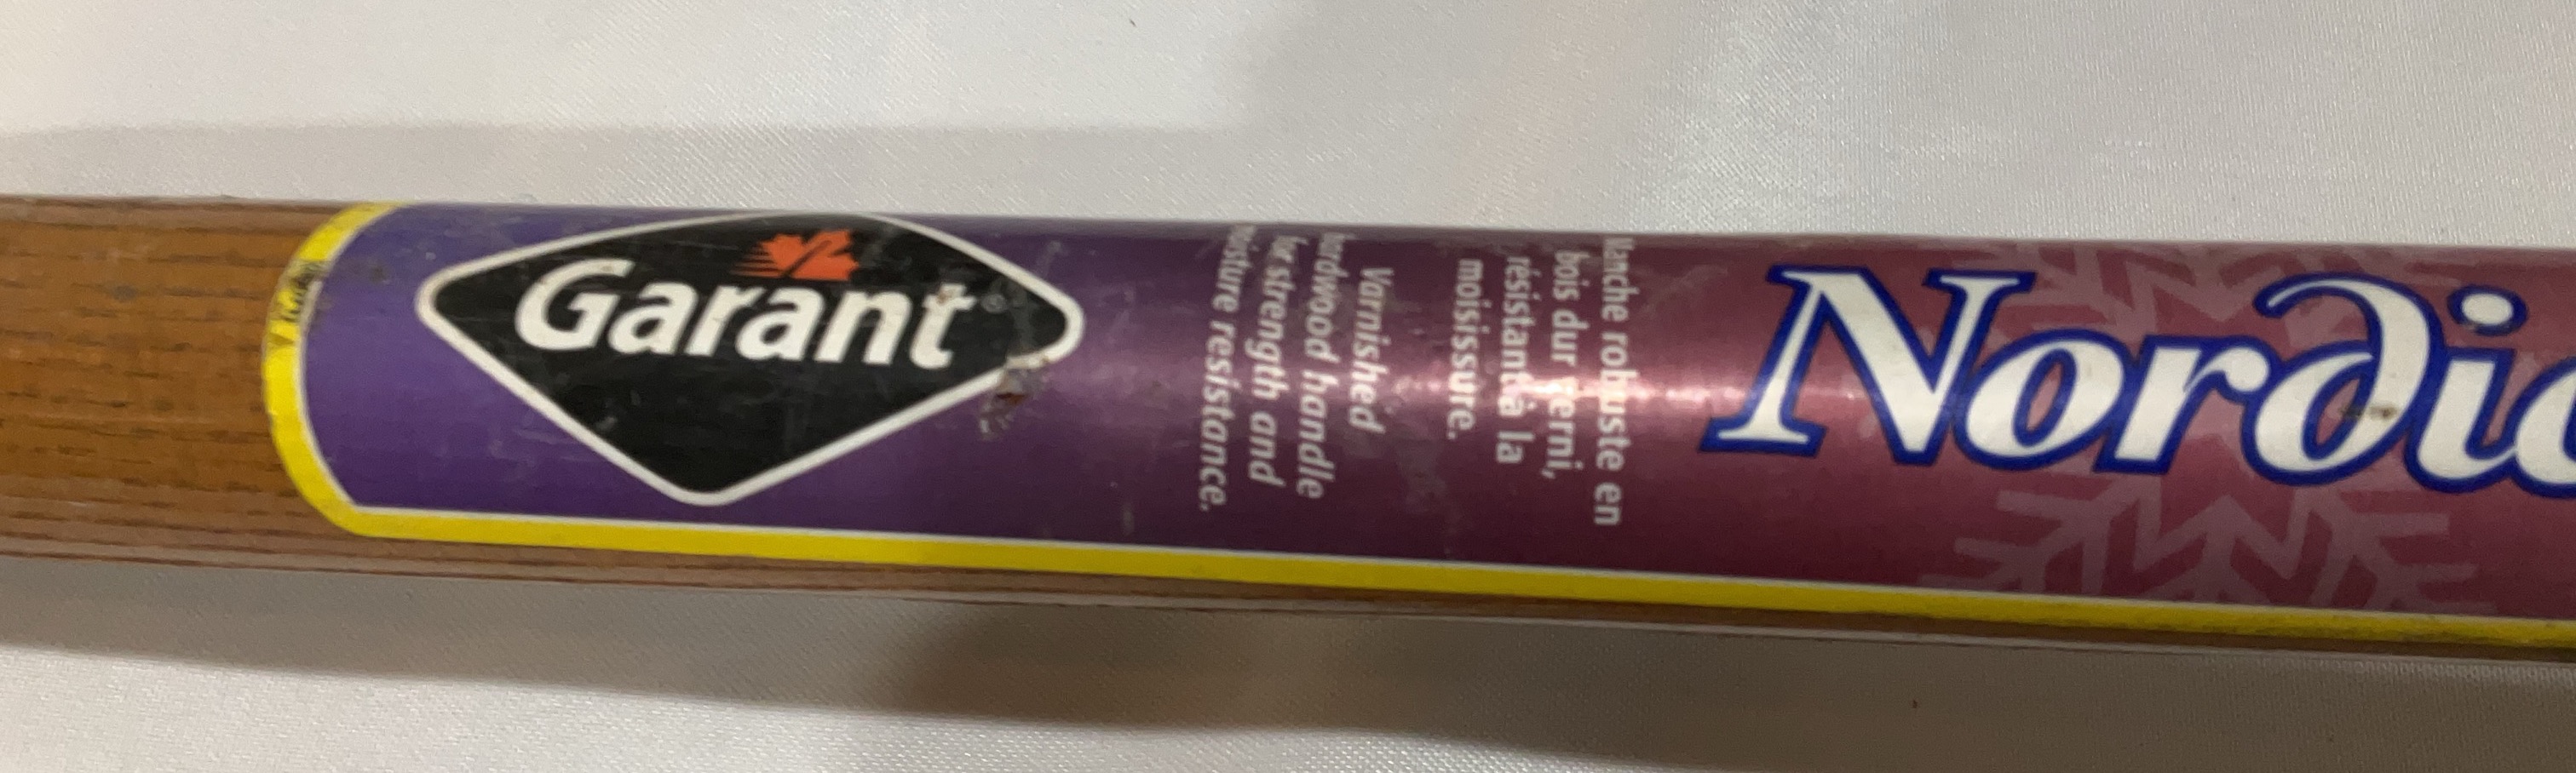 Garant
Manche robuste en
bois dur verni,
résistant à la
moisissure.
Varnished
hardwood handle
for strength and
moisture resistance.
Nordic